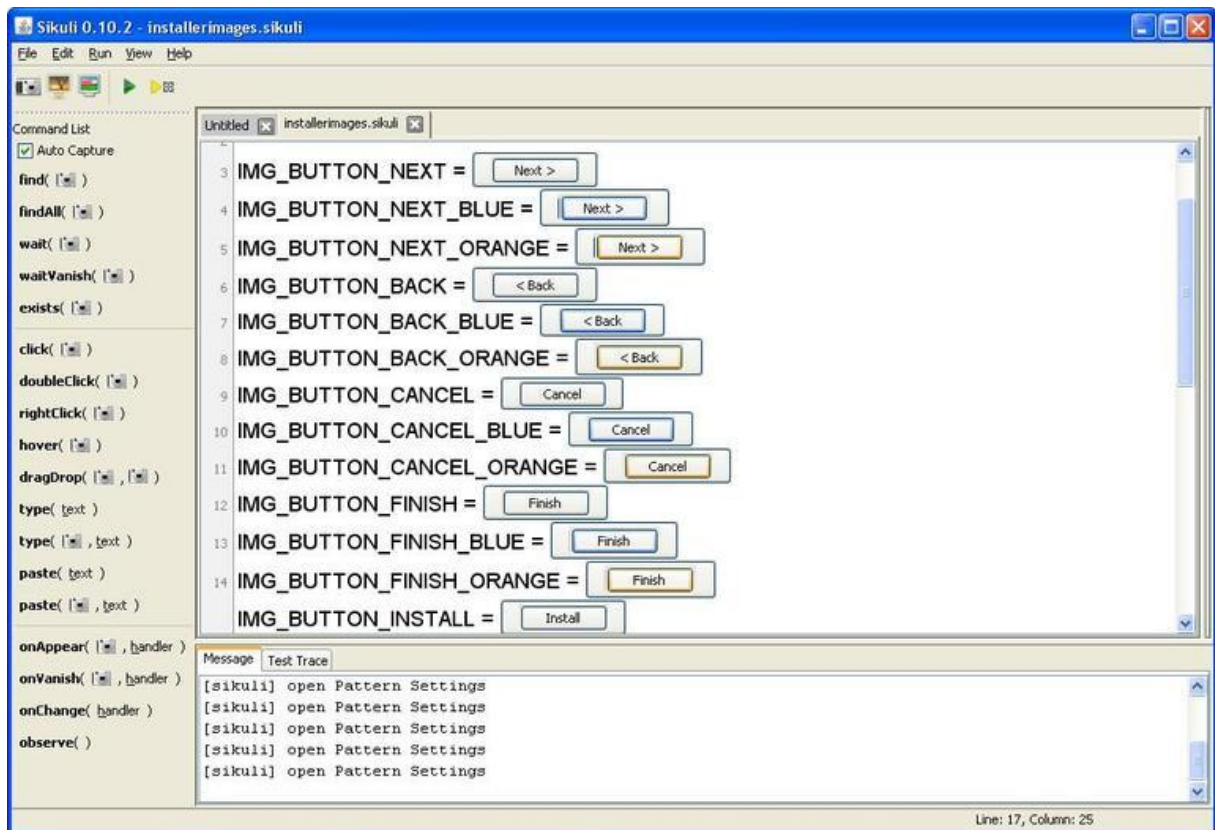 Sikuli 0.10.2 - installerimages.sikuli
File Edit Run View Help
Command List
Auto Capture
find( )
findAll( )
wait( )
waitVanish( )
exists( )
click( )
doubleClick( )
rightClick( )
hover( )
dragDrop( , )
type( text )
type( , text )
paste( text )
paste( , text )
onAppear( , handler )
onVanish( , handler )
onChange( handler )
observe( )
Untitled installerimages.sikuli
3 IMG_BUTTON_NEXT = Next >
4 IMG_BUTTON_NEXT_BLUE = Next >
5 IMG_BUTTON_NEXT_ORANGE = Next >
6 IMG_BUTTON_BACK = < Back
7 IMG_BUTTON_BACK_BLUE = < Back
8 IMG_BUTTON_BACK_ORANGE = < Back
9 IMG_BUTTON_CANCEL = Cancel
10 IMG_BUTTON_CANCEL_BLUE = Cancel
11 IMG_BUTTON_CANCEL_ORANGE = Cancel
12 IMG_BUTTON_FINISH = Finish
13 IMG_BUTTON_FINISH_BLUE = Finish
14 IMG_BUTTON_FINISH_ORANGE = Finish
IMG_BUTTON_INSTALL = Install
Message Test Trace
[sikuli] open Pattern Settings
[sikuli] open Pattern Settings
[sikuli] open Pattern Settings
[sikuli] open Pattern Settings
[sikuli] open Pattern Settings
Line: 17, Column: 25